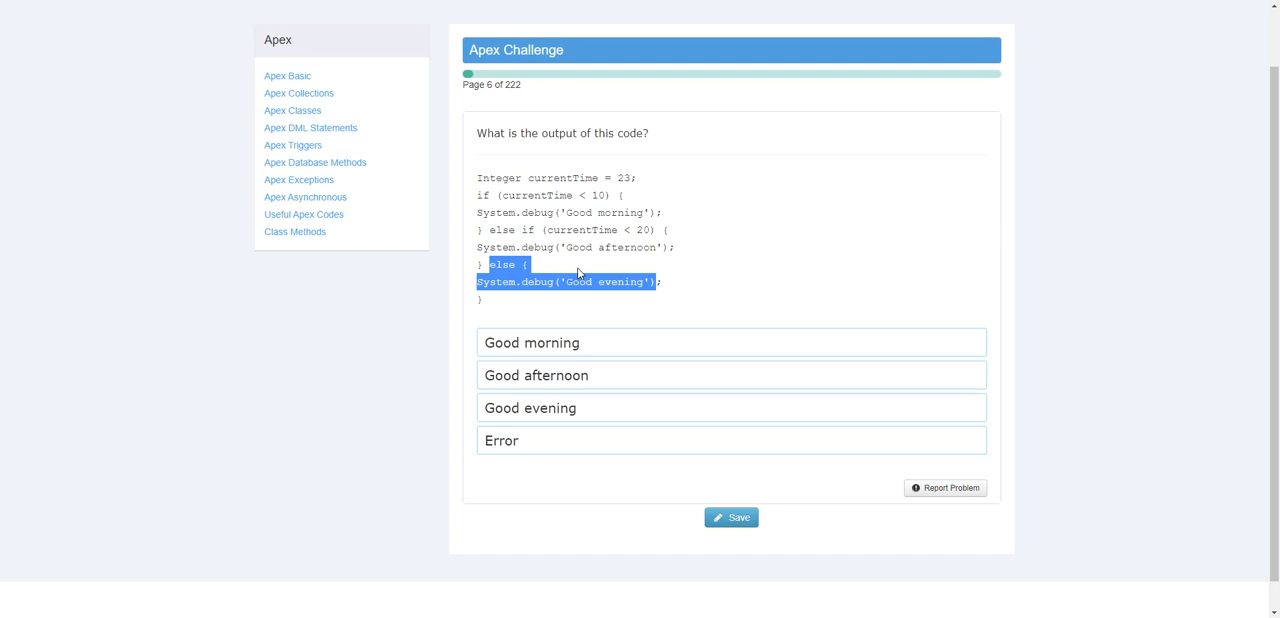 Apex
Apex Basic
Apex Collections
Apex Classes
Apex DML Statements
Apex Triggers
Apex Database Methods
Apex Exceptions
Apex Asynchronous
Useful Apex Codes
Class Methods
Apex Challenge
Page 6 of 222
What is the output of this code?
Integer currentTime = 23;
if (currentTime < 10) {
System.debug('Good morning');
} else if (currentTime < 20) {
System.debug('Good afternoon');
} else {
System.debug('Good evening');
}
Good morning
Good afternoon
Good evening
Error
Report Problem
Save